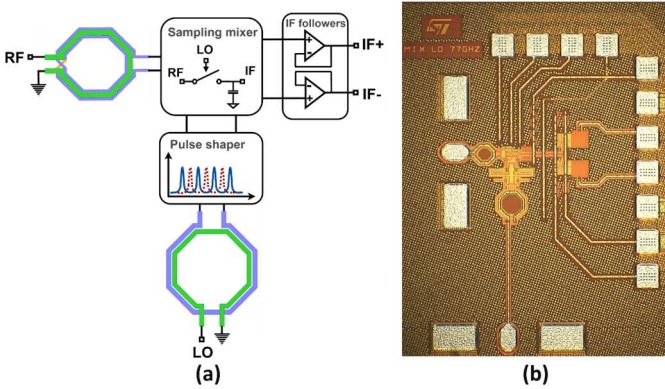 Sampling mixer
LO
RF
IF
RF
IF followers
+
-
IF+
-
+
IF-
Pulse shaper
LO
(a)
ST
MIX LO 77GHZ
(b)